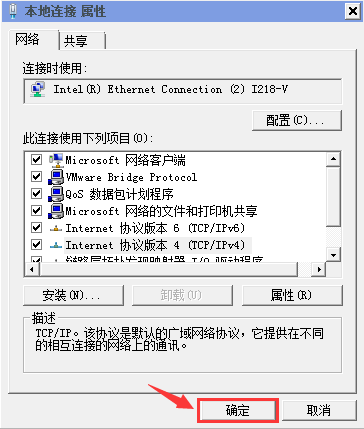 本地连接 属性
网络
共享
连接时使用:
Intel(R) Ethernet Connection (2) I218-V
配置(C)...
此连接使用下列项目(O):
Microsoft 网络客户端
VMware Bridge Protocol
QoS 数据包计划程序
Microsoft 网络的文件和打印机共享
Internet 协议版本 6 (TCP/IPv6)
Internet 协议版本 4 (TCP/IPv4)
链路层拓扑发现映射器 I/O 驱动程序
安装(N)...
卸载(U)
属性(R)
描述
TCP/IP。该协议是默认的广域网络协议，它提供在不同
的相互连接的网络上的通讯。
确定
取消